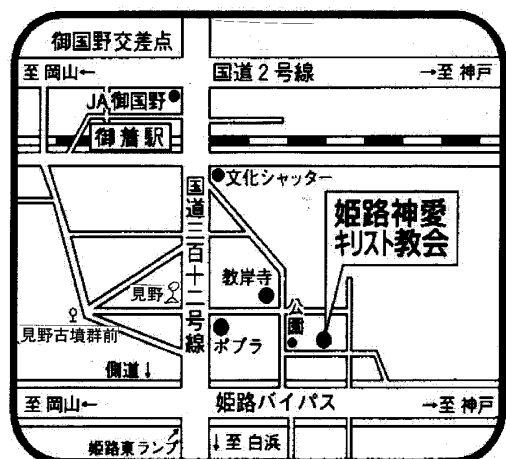 御国野交差点
至 岡山←
国道2号線
→至 神戸
JA御国野
御着駅
文化シャッター
国道三百十二号線
姫路神愛
キリスト教会
教岸寺
公園
見野
見野古墳群前
ポプラ
側道↓
至 岡山←
姫路バイパス
→至 神戸
姫路東ランプ
↓至 白浜